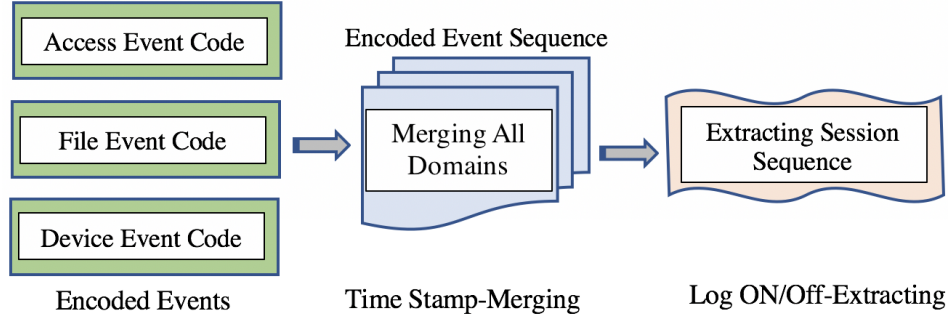 Access Event Code
File Event Code
Device Event Code
Encoded Events
Encoded Event Sequence
Merging All
Domains
Time Stamp-Merging
Extracting Session
Sequence
Log ON/Off-Extracting